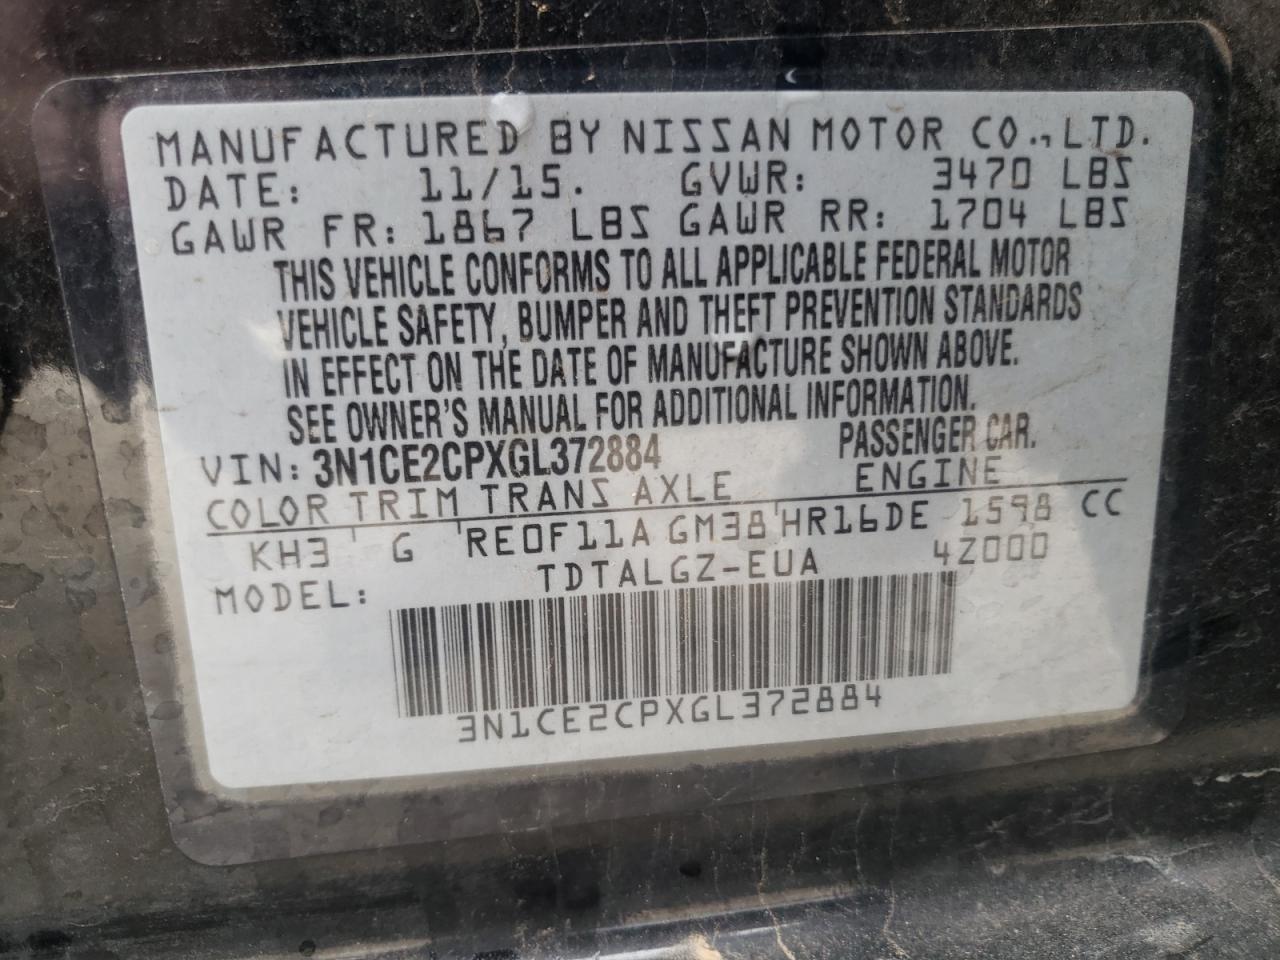 MANUFACTURED BY NISSAN MOTOR CO., LTD.
DATE: 11/15. GVWR: 3470 LBS
GAWR FR: 1867 LBS GAWR RR: 1704 LBS
THIS VEHICLE CONFORMS TO ALL APPLICABLE FEDERAL MOTOR
VEHICLE SAFETY, BUMPER AND THEFT PREVENTION STANDARDS
IN EFFECT ON THE DATE OF MANUFACTURE SHOWN ABOVE.
SEE OWNER'S MANUAL FOR ADDITIONAL INFORMATION.
VIN: 3N1CE2CPXGL372884 PASSENGER CAR.
COLOR TRIM TRANS AXLE ENGINE
KH3 G RE0F11A GM38 HR16DE 1598 CC
MODEL: TDTALGZ-EUA 4Z000
3N1CE2CPXGL372884